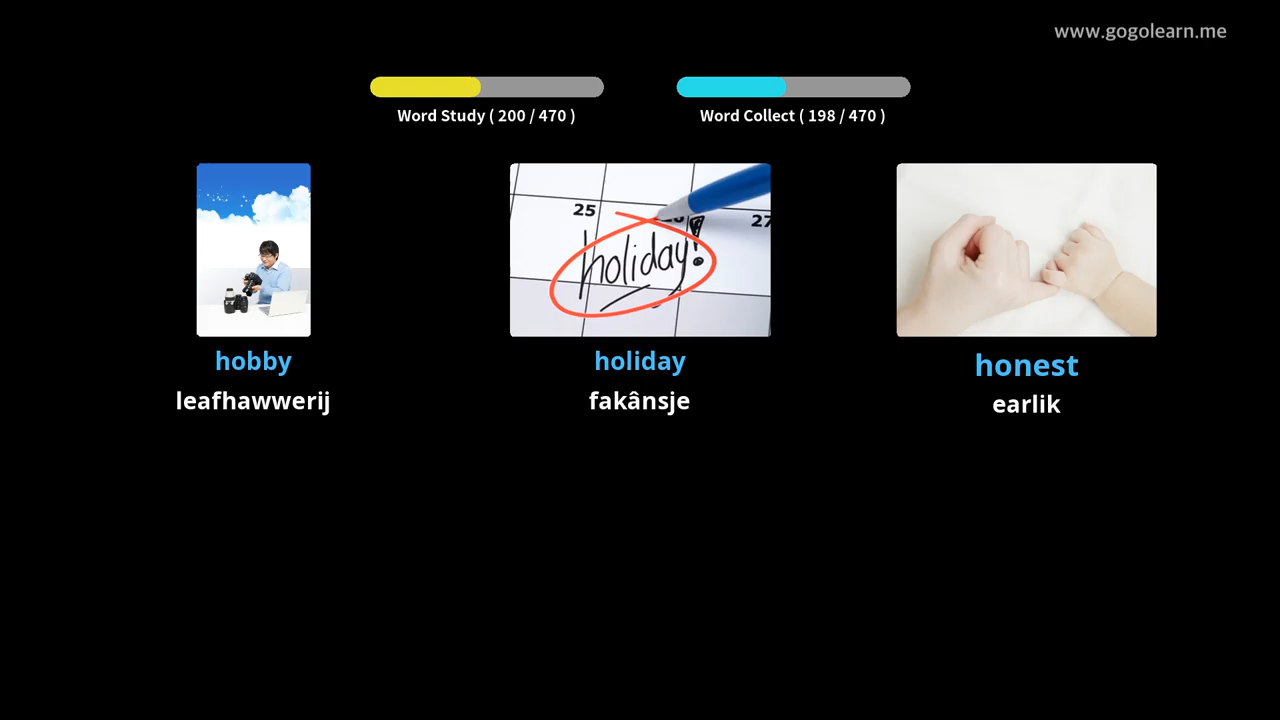 www.gogolearn.me
Word Study ( 200 / 470 )
Word Collect ( 198 / 470 )
25
27
holiday!
hobby
holiday
honest
leafhawwerij
fakânsje
earlik